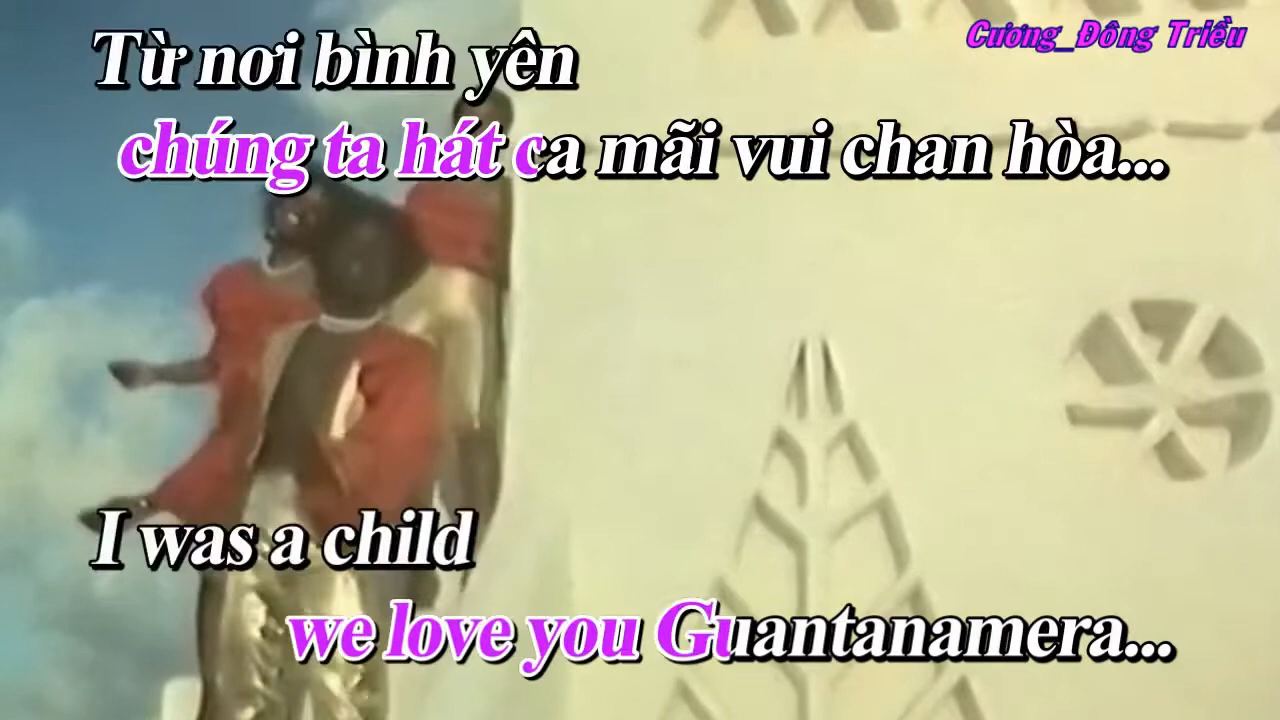 Cương_Đông Triều
Từ nơi bình yên
chúng ta hát ca mãi vui chan hòa...
I was a child
we love you Guantanamera...